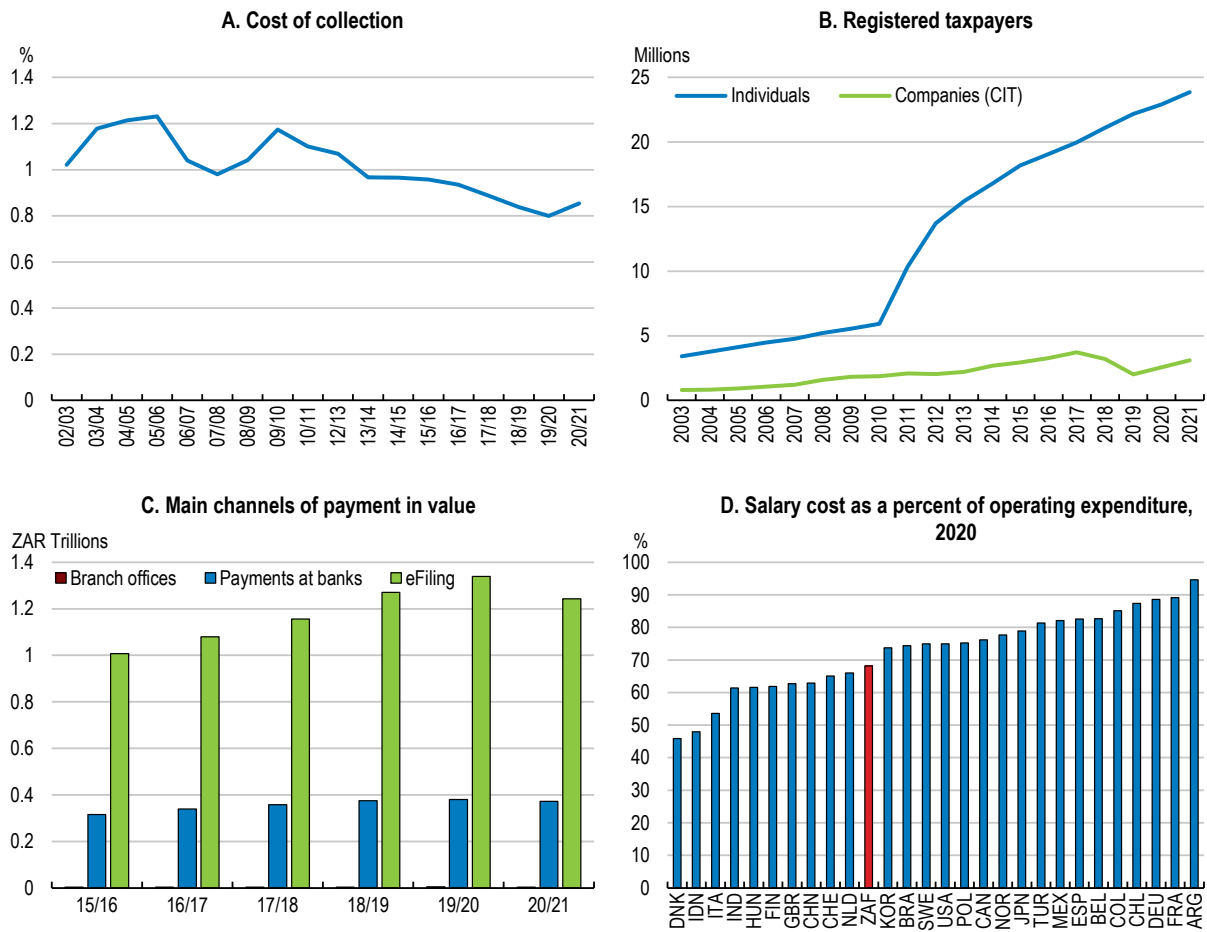 A. Cost of collection
%
1.4
1.2
1
0.8
0.6
0.4
0.2
0
02/03
03/04
04/05
05/06
06/07
07/08
08/09
09/10
10/11
12/13
13/14
14/15
15/16
16/17
17/18
18/19
19/20
20/21
B. Registered taxpayers
Millions
25
20
15
10
5
0
Individuals
Companies (CIT)
2003
2004
2005
2006
2007
2008
2009
2010
2011
2012
2013
2014
2015
2016
2017
2018
2019
2020
2021
C. Main channels of payment in value
ZAR Trillions
1.4
1.2
1
0.8
0.6
0.4
0.2
0
Branch offices
Payments at banks
eFiling
15/16
16/17
17/18
18/19
19/20
20/21
D. Salary cost as a percent of operating expenditure,
2020
%
100
90
80
70
60
50
40
30
20
10
0
DNK
IDN
ITA
IND
HUN
FIN
GBR
CHN
CHE
NLD
ZAF
KOR
BRA
SWE
USA
POL
CAN
NOR
JPN
TUR
MEX
ESP
BEL
COL
CHL
DEU
FRA
ARG